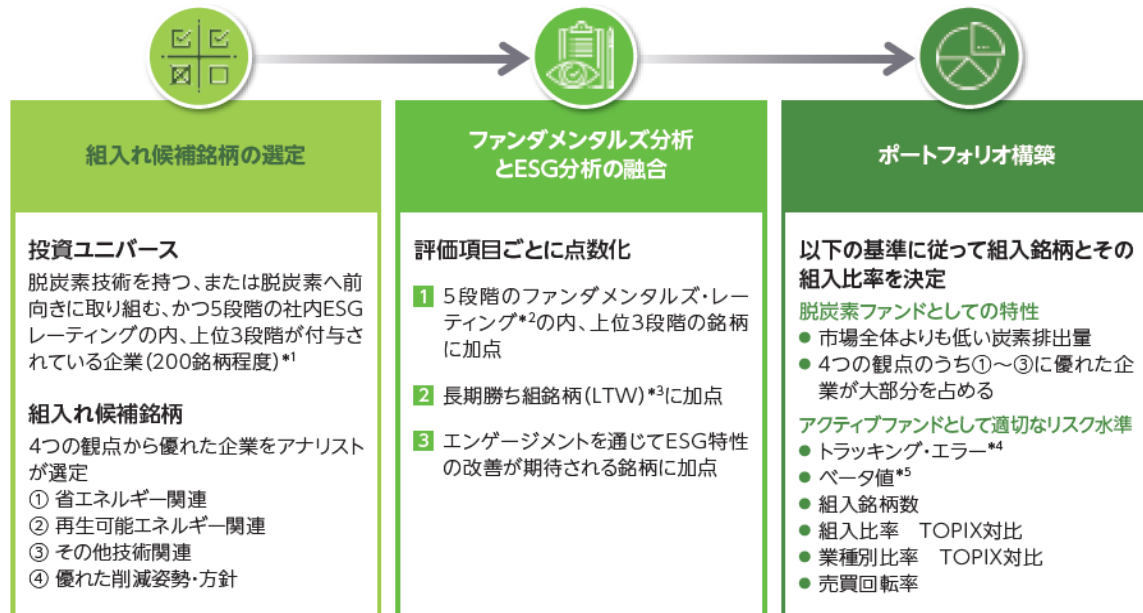 組入れ候補銘柄の選定
投資ユニバース
脱炭素技術を持つ、または脱炭素へ前
向きに取り組む、かつ5段階の社内ESG
レーティングの内、上位3段階が付与さ
れている企業(200銘柄程度)*1
組入れ候補銘柄
4つの観点から優れた企業をアナリスト
が選定
① 省エネルギー関連
② 再生可能エネルギー関連
③ その他技術関連
④ 優れた削減姿勢・方針
ファンダメンタルズ分析
とESG分析の融合
評価項目ごとに点数化
1 5段階のファンダメンタルズ・レー
ティング*2の内、上位3段階の銘柄
に加点
2 長期勝ち組銘柄(LTW)*3に加点
3 エンゲージメントを通じてESG特性
の改善が期待される銘柄に加点
ポートフォリオ構築
以下の基準に従って組入銘柄とその
組入比率を決定
脱炭素ファンドとしての特性
● 市場全体よりも低い炭素排出量
● 4つの観点のうち①～③に優れた企
業が大部分を占める
アクティブファンドとして適切なリスク水準
● トラッキング・エラー*4
● ベータ値*5
● 組入銘柄数
● 組入比率 TOPIX対比
● 業種別比率 TOPIX対比
● 売買回転率